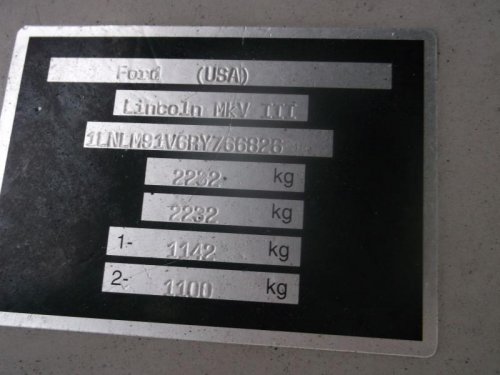 Ford (USA)
Lincoln MkV III
1LNLM91V6RY766826
2232 kg
2232 kg
1- 1142 kg
2- 1100 kg